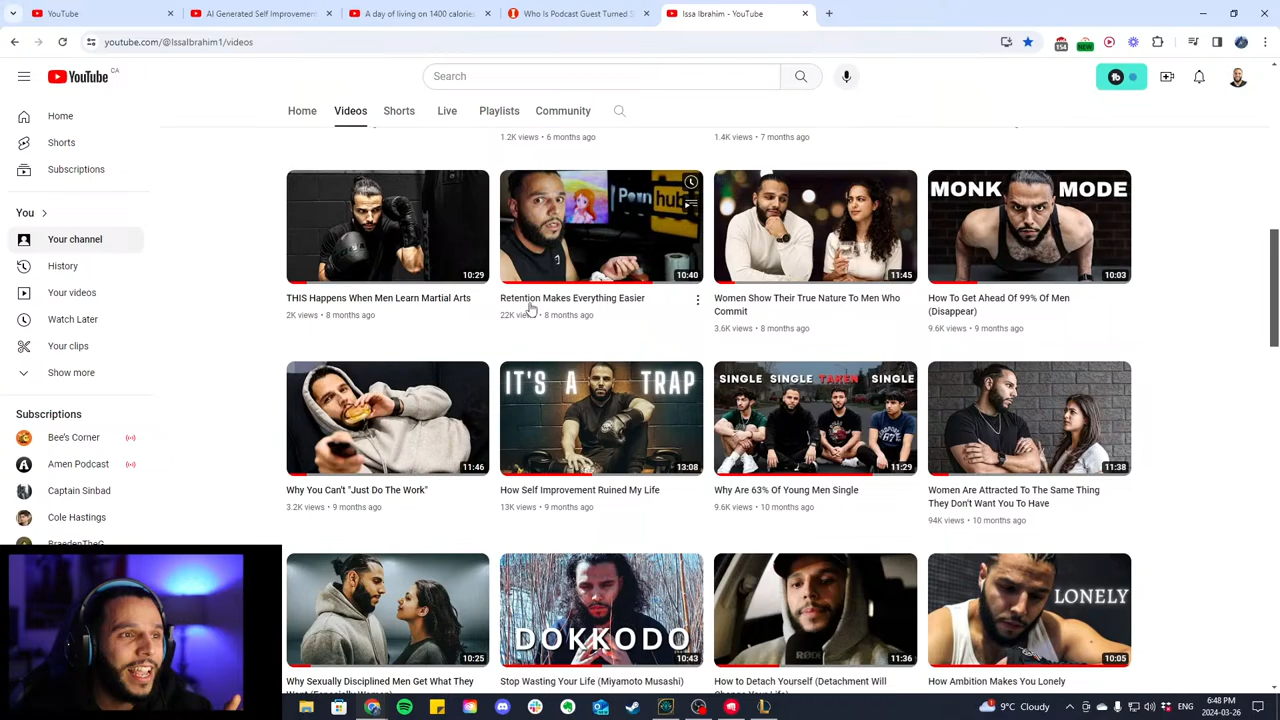 YouTube
AI Generated Self Improvement
A day of living on 1400 calories
Who Is Podcast Guest Turned S
Issa Ibrahim - YouTube
youtube.com/@IssaIbrahim1/videos
154
NEW
YouTube CA
Search
Home
Videos
Shorts
Live
Playlists
Community
Home
Shorts
Subscriptions
You
Your channel
History
Your videos
Watch Later
Your clips
Show more
Subscriptions
Bee's Corner
Amen Podcast
Captain Sinbad
Cole Hastings
BraedenTheG
1.2K views • 6 months ago
1.4K views • 7 months ago
10:29
THIS Happens When Men Learn Martial Arts
2K views • 8 months ago
Porn hub
10:40
Retention Makes Everything Easier
22K views • 8 months ago
11:45
Women Show Their True Nature To Men Who
Commit
3.6K views • 8 months ago
MONK MODE
10:03
How To Get Ahead Of 99% Of Men
(Disappear)
9.6K views • 9 months ago
11:46
Why You Can't "Just Do The Work"
3.2K views • 9 months ago
IT'S A TRAP
13:08
How Self Improvement Ruined My Life
13K views • 9 months ago
SINGLE SINGLE TAKEN SINGLE
11:29
Why Are 63% Of Young Men Single
9.6K views • 10 months ago
11:38
Women Are Attracted To The Same Thing
They Don't Want You To Have
94K views • 10 months ago
10:25
Why Sexually Disciplined Men Get What They
DOKKODO
10:43
Stop Wasting Your Life (Miyamoto Musashi)
RØDE
11:36
How to Detach Yourself (Detachment Will
LONELY
10:05
How Ambition Makes You Lonely
9°C Cloudy
6:48 PM
2024-03-26